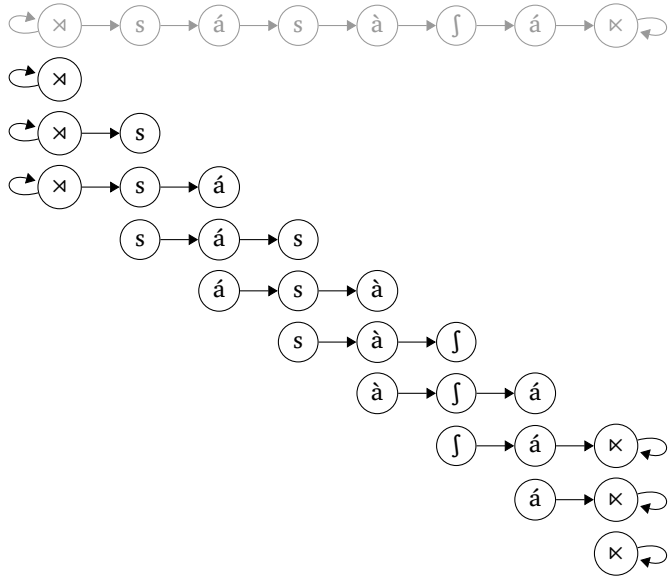 ⋊ s á s à ʃ á ⋉
⋊
⋊ s
⋊ s á
s á s
á s à
s à ʃ
à ʃ á
ʃ á ⋉
á ⋉
⋉